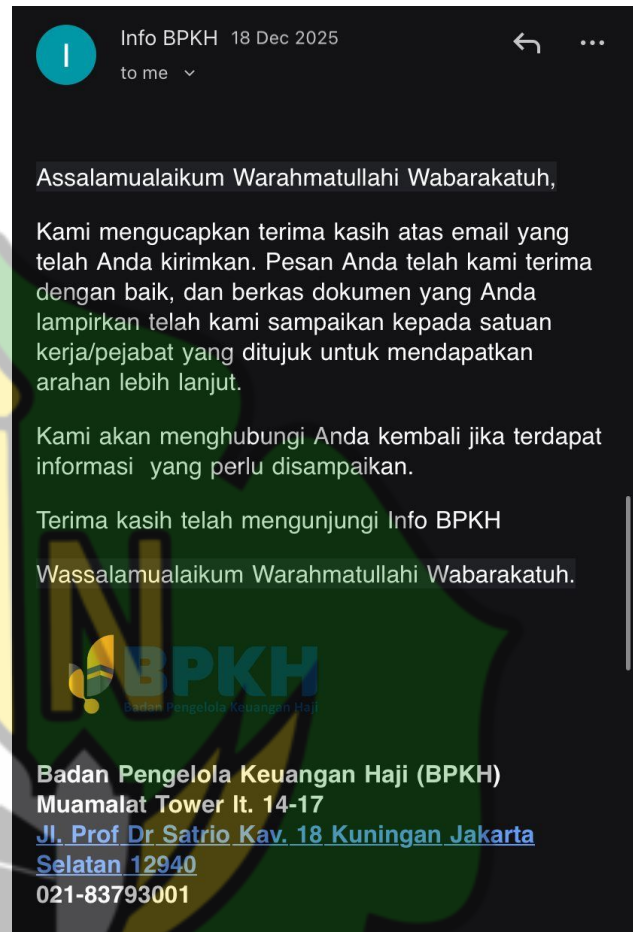 I
Info BPKH 18 Dec 2025
to me
Assalamualaikum Warahmatullahi Wabarakatuh,
Kami mengucapkan terima kasih atas email yang
telah Anda kirimkan. Pesan Anda telah kami terima
dengan baik, dan berkas dokumen yang Anda
lampirkan telah kami sampaikan kepada satuan
kerja/pejabat yang ditujuk untuk mendapatkan
arahan lebih lanjut.
Kami akan menghubungi Anda kembali jika terdapat
informasi  yang perlu disampaikan.
Terima kasih telah mengunjungi Info BPKH
Wassalamualaikum Warahmatullahi Wabarakatuh.
BPKH
Badan Pengelola Keuangan Haji
Badan Pengelola Keuangan Haji (BPKH)
Muamalat Tower lt. 14-17
Jl. Prof Dr Satrio Kav. 18 Kuningan Jakarta
Selatan 12940
021-83793001